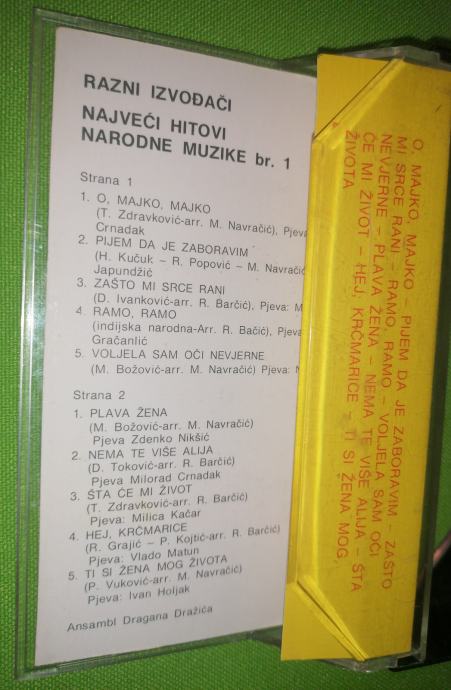 RAZNI IZVOĐAČI
NAJVEĆI HITOVI
NARODNE MUZIKE br. 1
Strana 1
1. O, MAJKO, MAJKO
(T. Zdravković-arr. M. Navračić), Pjeva
Crnadak
2. PIJEM DA JE ZABORAVIM
(H. Kučuk – R. Popović – M. Navračić
Japundžić
3. ZAŠTO MI SRCE RANI
(D. Ivanković-arr. R. Barčić), Pjeva: M
4. RAMO, RAMO
(indijska narodna-Arr. R. Bačić), Pjeva
Gračanlić
5. VOLJELA SAM OČI NEVJERNE
(M. Božović-arr. M. Navračić) Pjeva:
Strana 2
1. PLAVA ŽENA
(M. Božović-arr. M. Navračić)
Pjeva Zdenko Nikšić
2. NEMA TE VIŠE ALIJA
(D. Toković-arr. R. Barčić)
Pjeva Milorad Crnadak
3. ŠTA ĆE MI ŽIVOT
(T. Zdravković-arr. R. Barčić)
Pjeva: Milica Kačar
4. HEJ, KRČMARICE
(R. Grajić – P. Kojtić-arr. R. Barčić)
Pjeva: Vlado Matun
5. TI SI ŽENA MOG ŽIVOTA
(P. Vuković-arr. M. Navračić)
Pjeva: Ivan Holjak
Ansambl Dragana Dražića
O, MAJKO, MAJKO – PIJEM DA JE ZABORAVIM – ZAŠTO
MI SRCE RANI – RAMO, RAMO – VOLJELA SAM OČI
NEVJERNE – PLAVA ŽENA – NEMA TE VIŠE ALIJA – ŠTA
ĆE MI ŽIVOT – HEJ, KRČMARICE – TI SI ŽENA MOG
ŽIVOTA